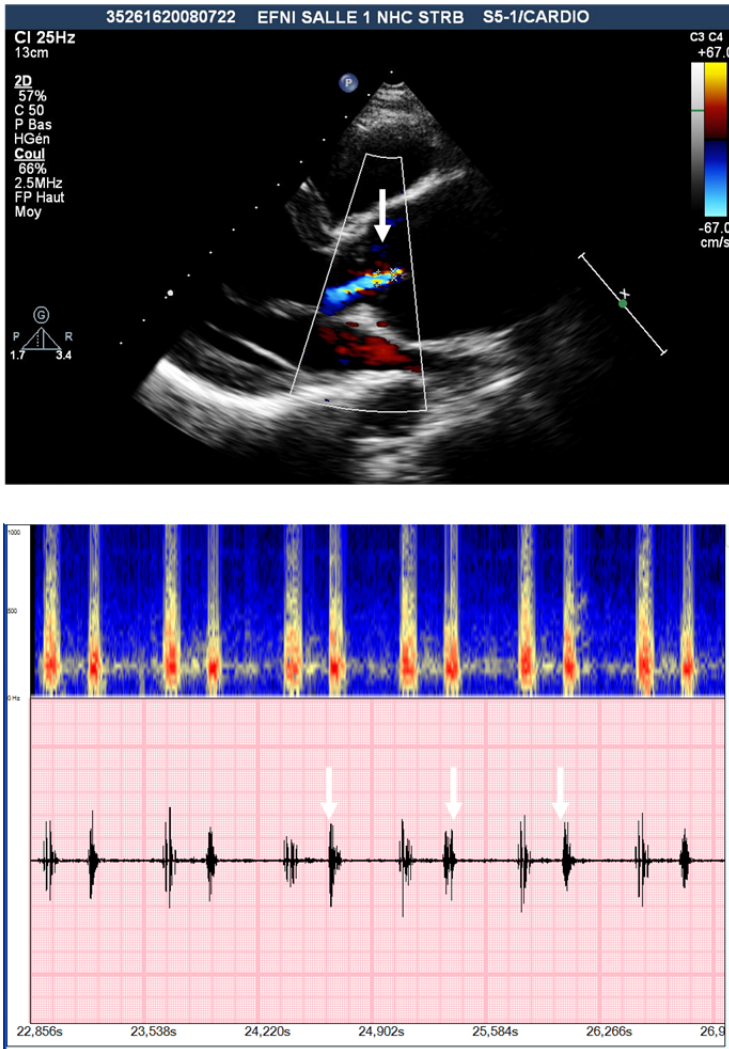 35261620080722 EFNI SALLE 1 NHC STRB S5-1/CARDIO
CI 25Hz
13cm
2D
57%
C 50
P Bas
HGén
Coul
66%
2.5MHz
FP Haut
Moy
P
C3 C4
+67.0
-67.0
cm/s
G
P R
1.7 3.4
X
1000
500
0 Hz
22,856s 23,538s 24,220s 24,902s 25,584s 26,266s 26,9